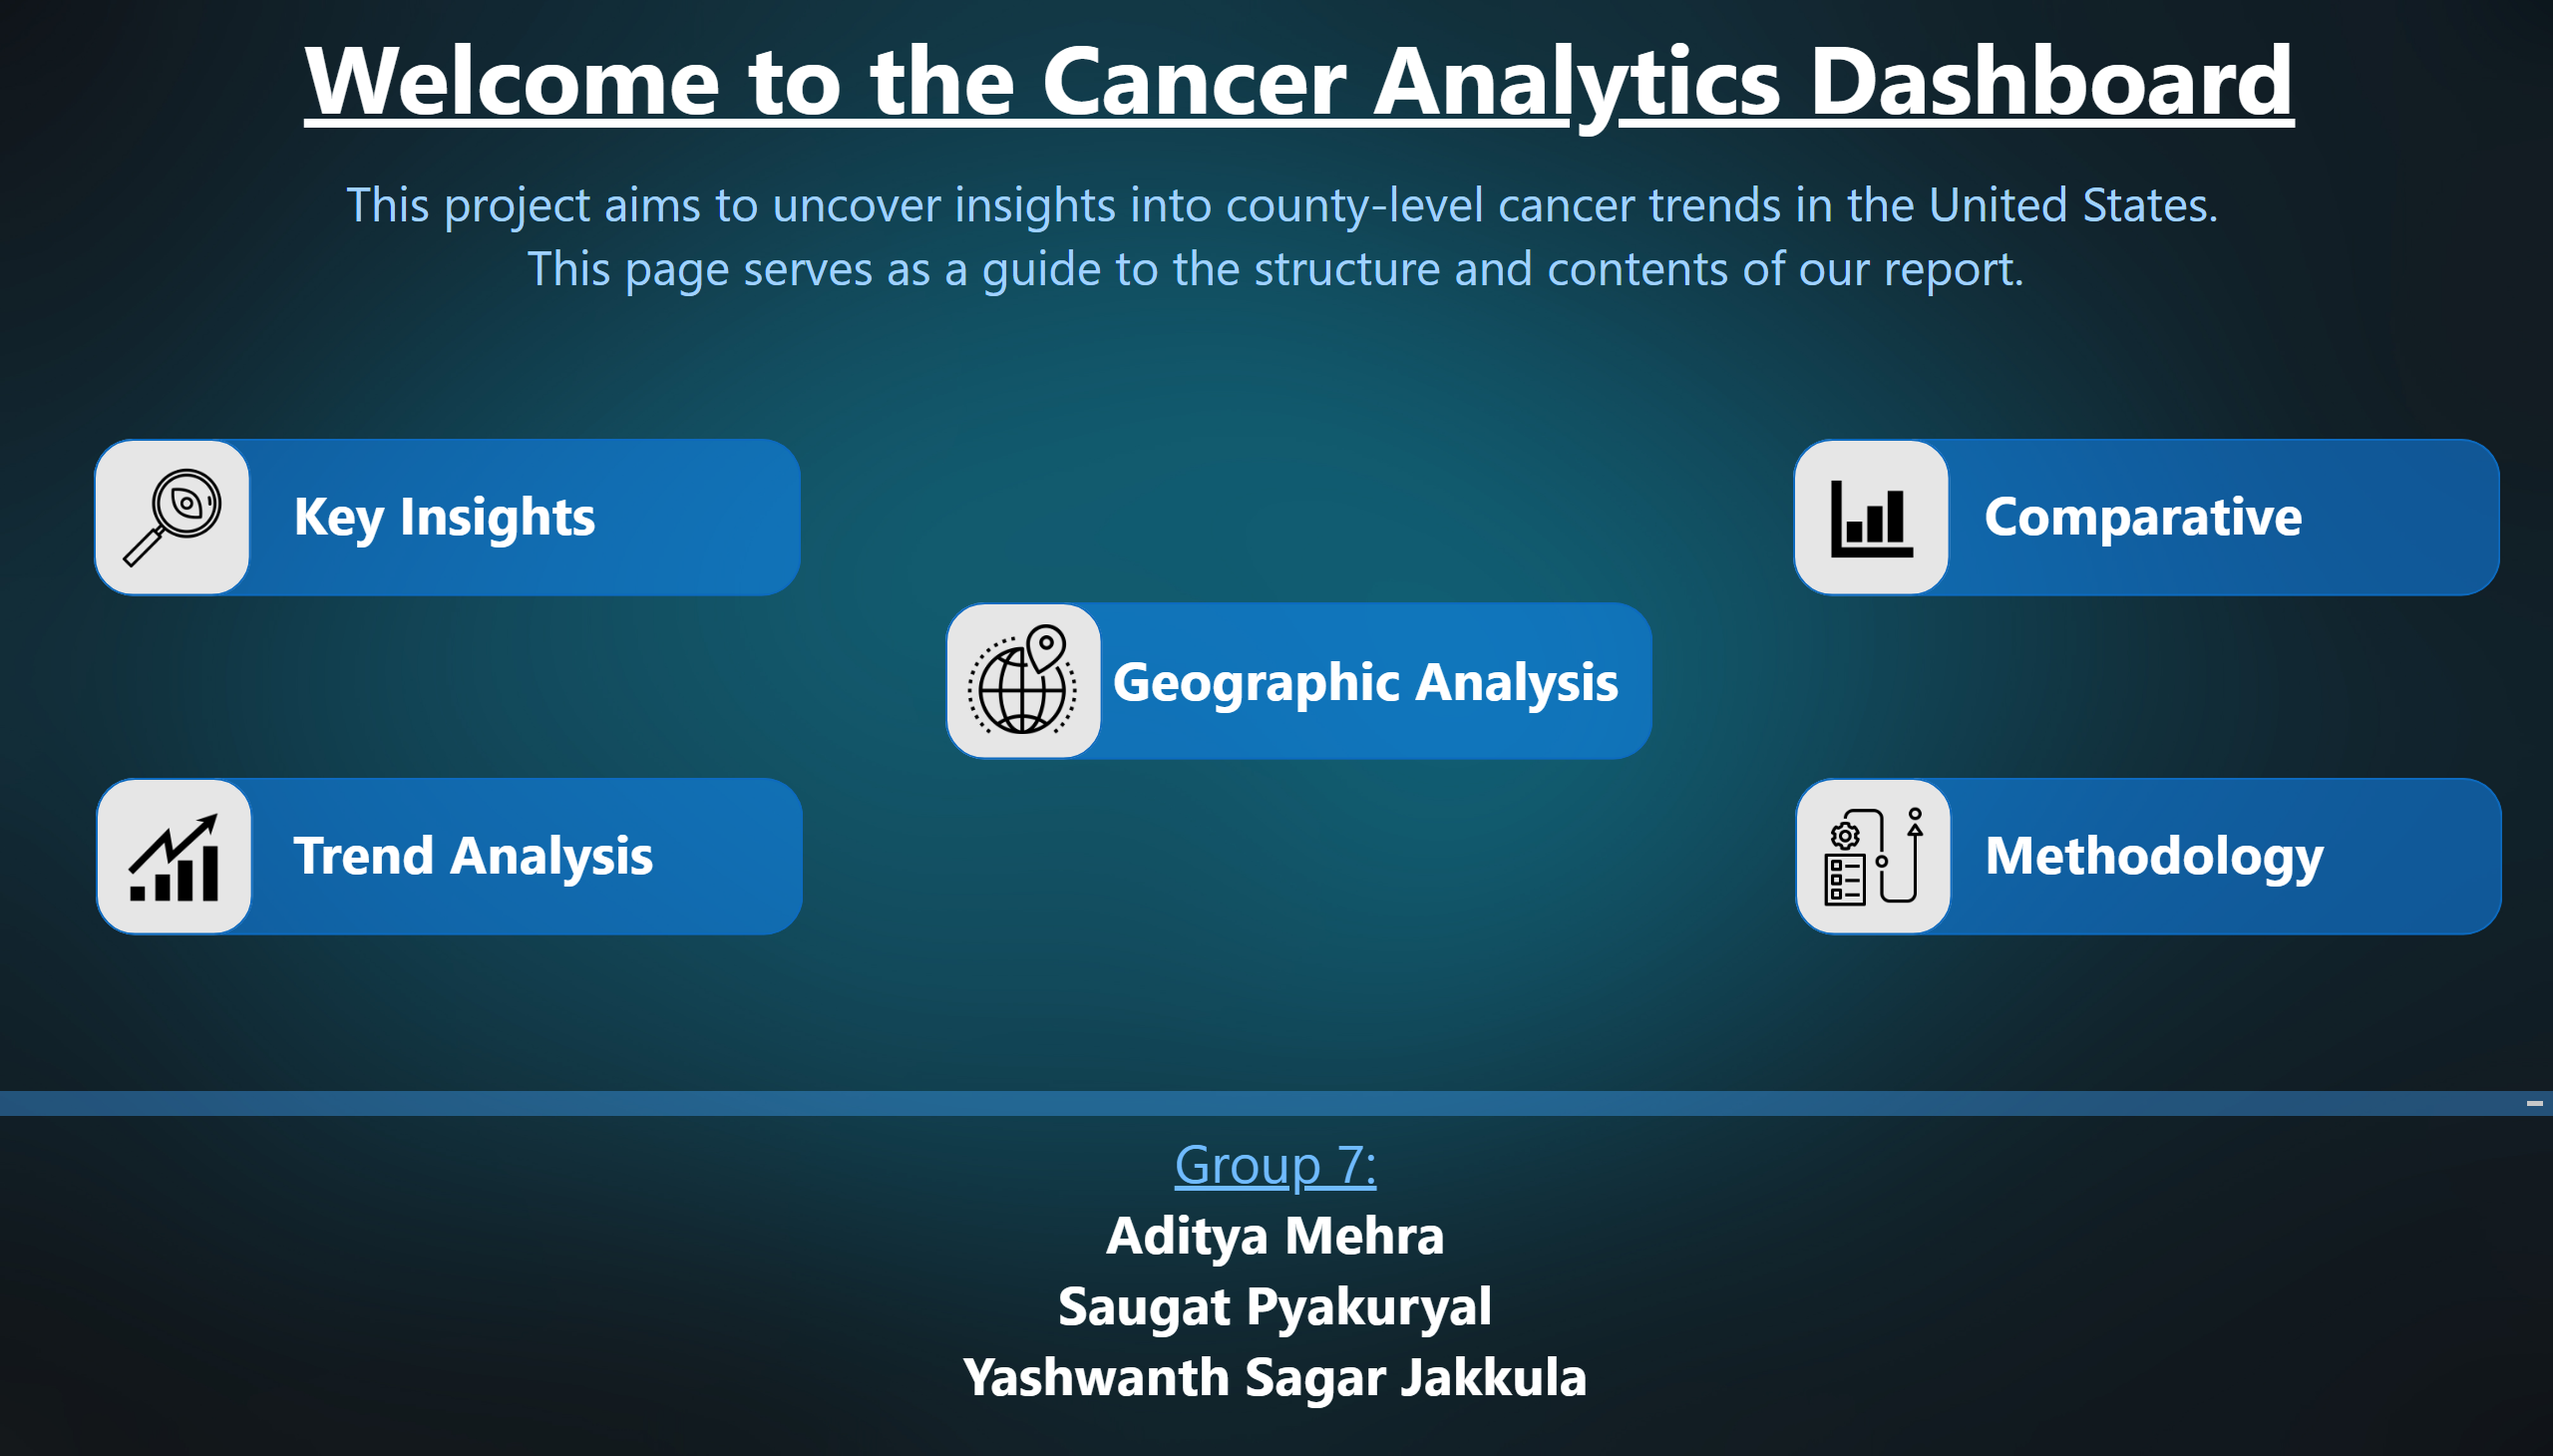 Welcome to the Cancer Analytics Dashboard
This project aims to uncover insights into county-level cancer trends in the United States.
This page serves as a guide to the structure and contents of our report.
Key Insights
Comparative
Geographic Analysis
Trend Analysis
Methodology
Group 7:
Aditya Mehra
Saugat Pyakuryal
Yashwanth Sagar Jakkula